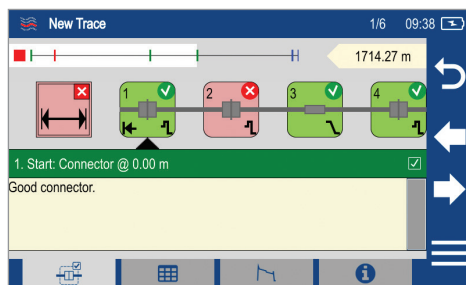 New Trace 1/6 09:38
1714.27 m
1 2 3 4
1. Start: Connector @ 0.00 m
Good connector.